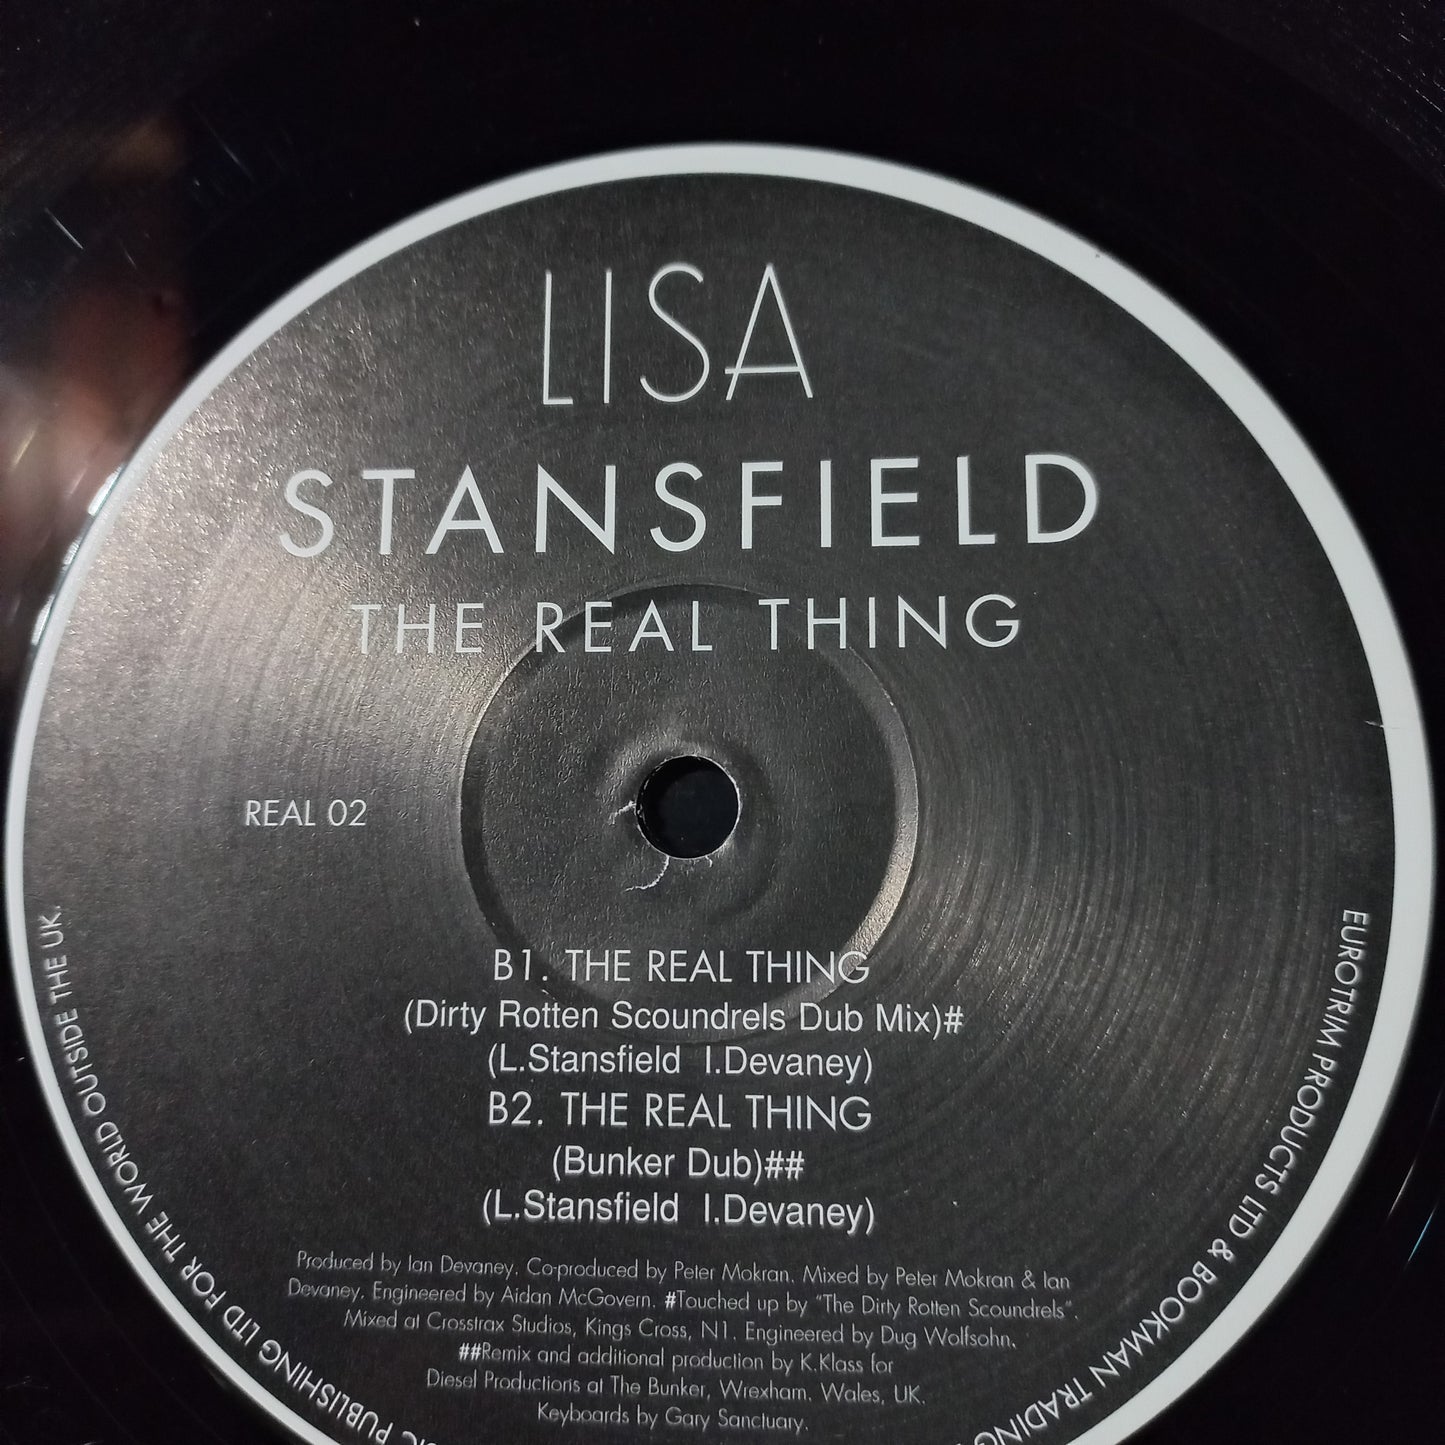 LISA
STANSFIELD
THE REAL THING
REAL 02
B1. THE REAL THING
(Dirty Rotten Scoundrels Dub Mix)#
(L.Stansfield I.Devaney)
B2. THE REAL THING
(Bunker Dub)##
(L.Stansfield I.Devaney)
Produced by Ian Devaney. Co-produced by Peter Mokran. Mixed by Peter Mokran & Ian
Devaney. Engineered by Aidan McGovern. #Touched up by "The Dirty Rotten Scoundrels".
Mixed at Crosstrax Studios, Kings Cross, N1. Engineered by Dug Wolfsohn.
##Remix and additional production by K.Klass for
Diesel Productions at The Bunker, Wrexham. Wales, UK.
Keyboards by Gary Sanctuary.
EUROTRIM PRODUCTS LTD & BOOKMAN TRADING
PUBLISHING LTD FOR THE WORLD OUTSIDE THE UK.